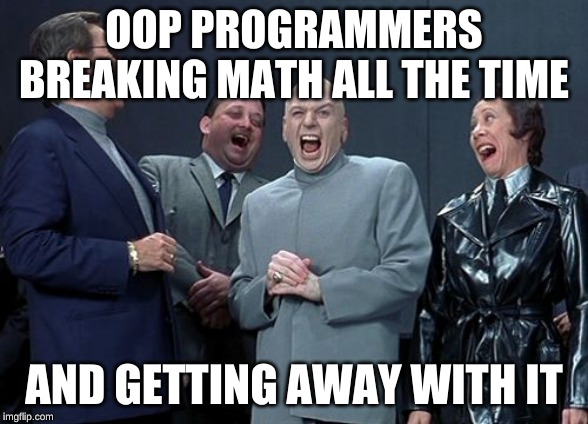 OOP PROGRAMMERS
BREAKING MATH ALL THE TIME
AND GETTING AWAY WITH IT
imgflip.com